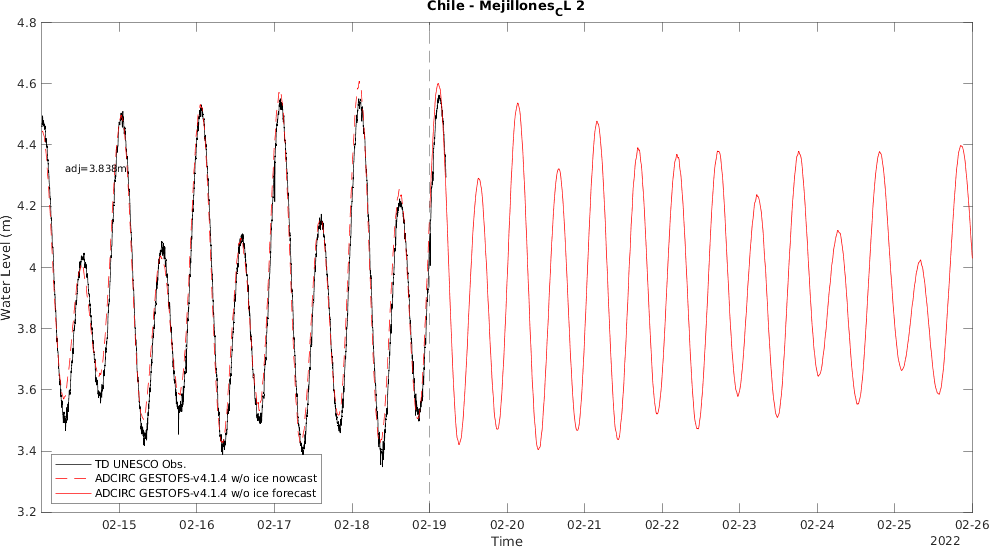 Chile - Mejillones_CL 2
4.8
4.6
4.4
4.2
4
3.8
3.6
3.4
3.2
Water Level (m)
adj=3.838m
TD UNESCO Obs.
ADCIRC GESTOFS-v4.1.4 w/o ice nowcast
ADCIRC GESTOFS-v4.1.4 w/o ice forecast
02-15 02-16 02-17 02-18 02-19 02-20 02-21 02-22 02-23 02-24 02-25 02-26
Time
2022